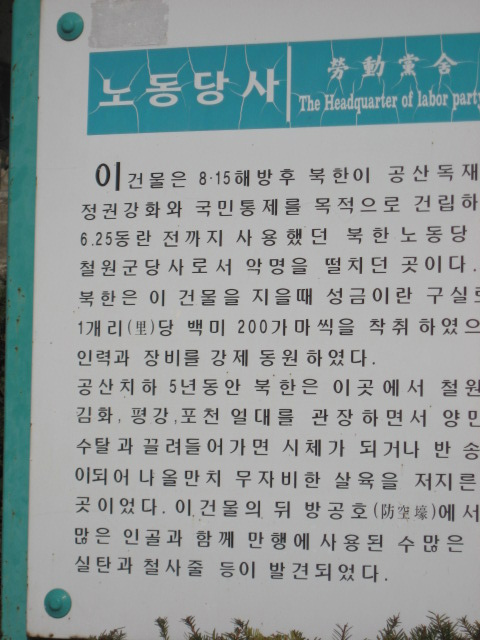 노동당사
勞動黨舍
The Headquarter of labor party
이 건물은 8·15해방후 북한이 공산독재
정권강화와 국민통제를 목적으로 건립하
6.25동란 전까지 사용했던 북한 노동당
철원군당사로서 악명을 떨치던 곳이다.
북한은 이 건물을 지을때 성금이란 구실로
1개리(里)당 백미 200가마씩을 착취하였으
인력과 장비를 강제 동원하였다.
공산치하 5년동안 북한은 이곳에서 철원
김화, 평강,포천 일대를 관장하면서 양민
수탈과 끌려들어가면 시체가 되거나 반송
이되어 나올만치 무자비한 살육을 저지른
곳이었다. 이건물의 뒤 방공호(防空壕)에서
많은 인골과 함께 만행에 사용된 수많은
실탄과 철사줄 등이 발견되었다.